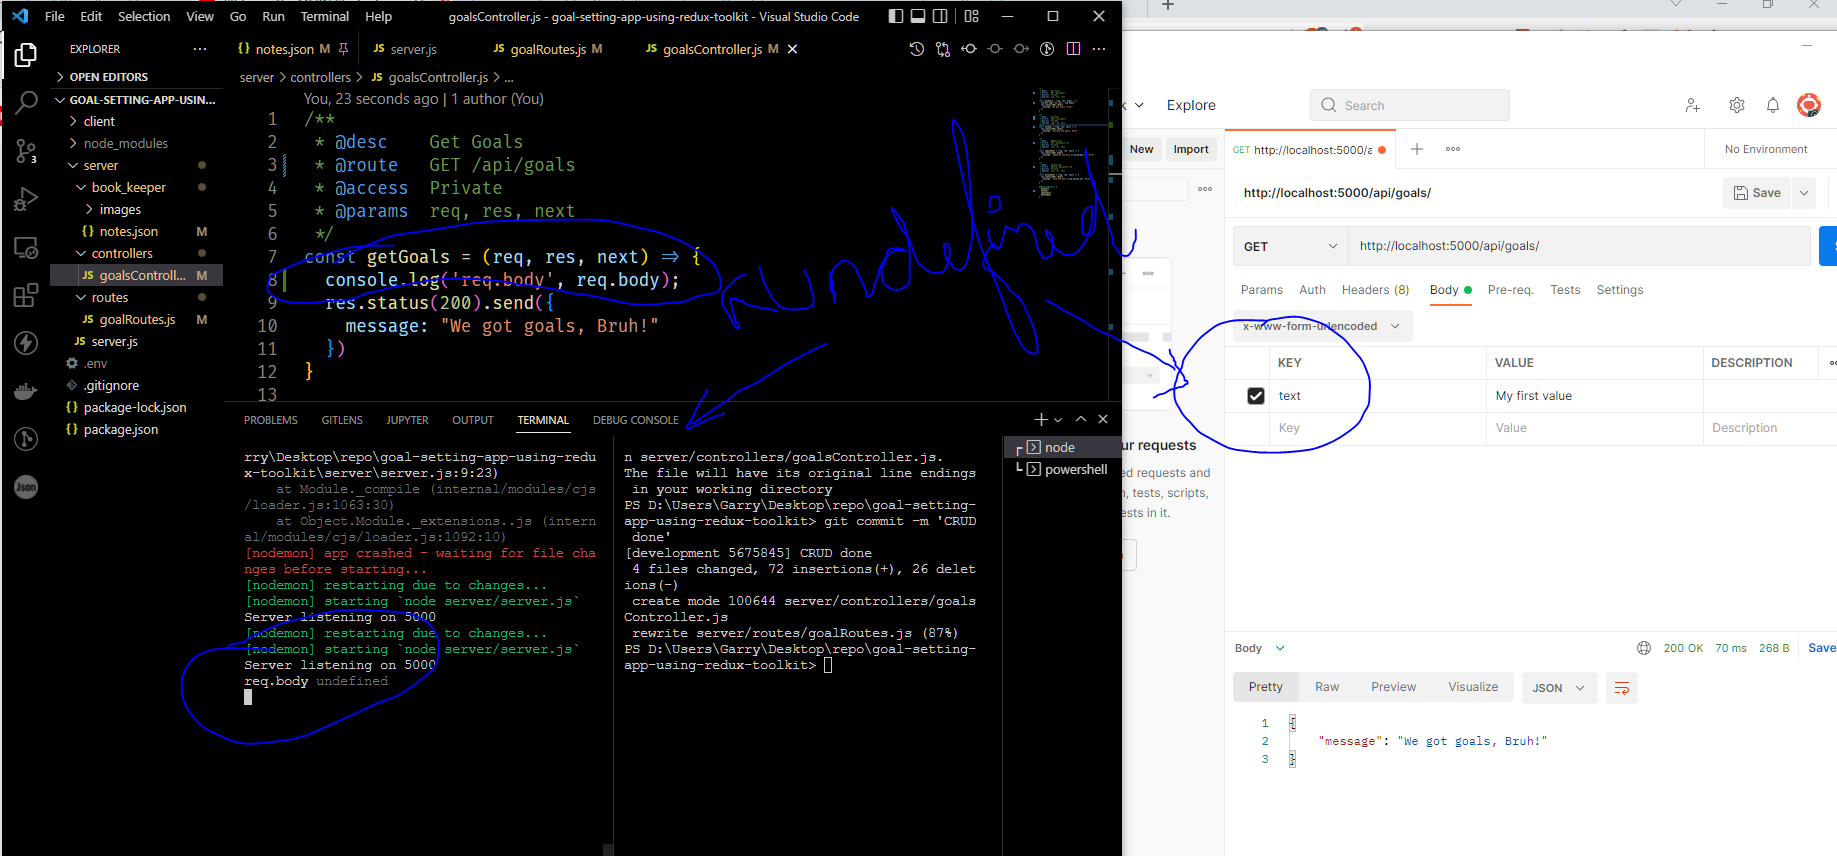 File Edit Selection View Go Run Terminal Help
goalsController.js - goal-setting-app-using-redux-toolkit - Visual Studio Code
EXPLORER
OPEN EDITORS
GOAL-SETTING-APP-USIN...
client
node_modules
server
book_keeper
images
notes.json M
controllers
goalsControll... M
routes
goalRoutes.js M
server.js
.env
.gitignore
package-lock.json
package.json
notes.json M
server.js
goalRoutes.js M
goalsController.js M
server > controllers > JS goalsController.js > ...
You, 23 seconds ago | 1 author (You)
1 /**
2 * @desc Get Goals
3 * @route GET /api/goals
4 * @access Private
5 * @params req, res, next
6 */
7 const getGoals = (req, res, next) => {
8 console.log('req.body', req.body);
9 res.status(200).send({
10 message: "We got goals, Bruh!"
11 })
12 }
13
undefined
PROBLEMS GITLENS JUPYTER OUTPUT TERMINAL DEBUG CONSOLE
rry\Desktop\repo\goal-setting-app-using-redu
x-toolkit\server\server.js:9:23)
at Module._compile (internal/modules/cjs
/loader.js:1063:30)
at Object.Module._extensions..js (intern
al/modules/cjs/loader.js:1092:10)
[nodemon] app crashed - waiting for file cha
nges before starting...
[nodemon] restarting due to changes...
[nodemon] starting `node server/server.js`
Server listening on 5000
[nodemon] restarting due to changes...
[nodemon] starting `node server/server.js`
Server listening on 5000
req.body undefined
n server/controllers/goalsController.js.
The file will have its original line endings
in your working directory
PS D:\Users\Garry\Desktop\repo\goal-setting-
app-using-redux-toolkit> git commit -m 'CRUD
done'
[development 5675845] CRUD done
4 files changed, 72 insertions(+), 26 delet
ions(-)
create mode 100644 server/controllers/goals
Controller.js
rewrite server/routes/goalRoutes.js (87%)
PS D:\Users\Garry\Desktop\repo\goal-setting-
app-using-redux-toolkit>
node
powershell
Explore
Search
New Import
GET http://localhost:5000/a
No Environment
http://localhost:5000/api/goals/
Save
GET http://localhost:5000/api/goals/
Params Auth Headers (8) Body Pre-req. Tests Settings
x-www-form-urlencoded
KEY VALUE DESCRIPTION
text My first value
Key Value Description
ur requests
ed requests and
n, tests, scripts,
ests in it.
Body
200 OK 70 ms 268 B Save
Pretty Raw Preview Visualize JSON
1 {
2 "message": "We got goals, Bruh!"
3 }